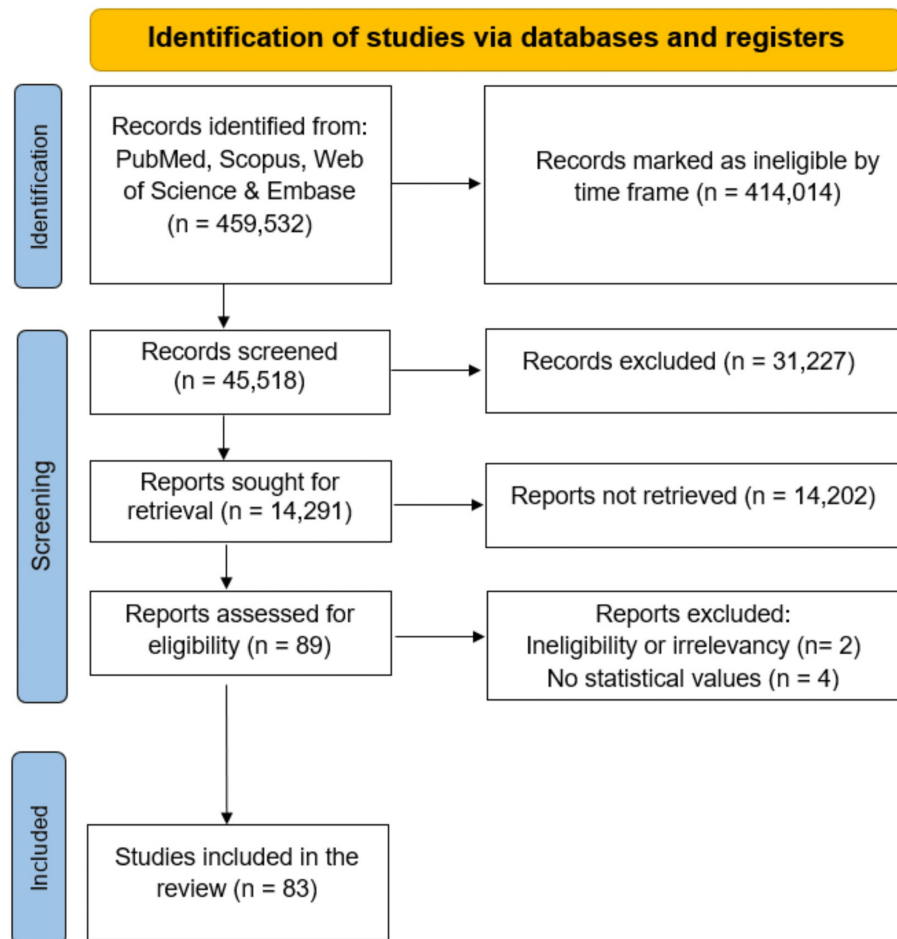 Identification of studies via databases and registers
Identification
Records identified from:
PubMed, Scopus, Web
of Science & Embase
(n = 459,532)
Records marked as ineligible by
time frame (n = 414,014)
Screening
Records screened
(n = 45,518)
Records excluded (n = 31,227)
Reports sought for
retrieval (n = 14,291)
Reports not retrieved (n = 14,202)
Reports assessed for
eligibility (n = 89)
Reports excluded:
Ineligibility or irrelevancy (n= 2)
No statistical values (n = 4)
Included
Studies included in the
review (n = 83)